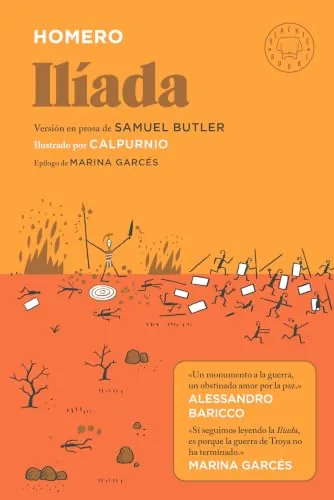 HOMERO
BLACKIE
BOOKS
Ilíada
Versión en prosa de SAMUEL BUTLER
Ilustrado por CALPURNIO
Epílogo de MARINA GARCÉS
«Un monumento a la guerra,
un obstinado amor por la paz.»
ALESSANDRO
BARICCO
«Si seguimos leyendo la Ilíada,
es porque la guerra de Troya no
ha terminado.»
MARINA GARCÉS